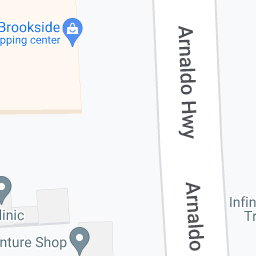 Brookside
pping center
Arnaldo Hwy
Arnaldo
Infin
Tr
linic
nture Shop